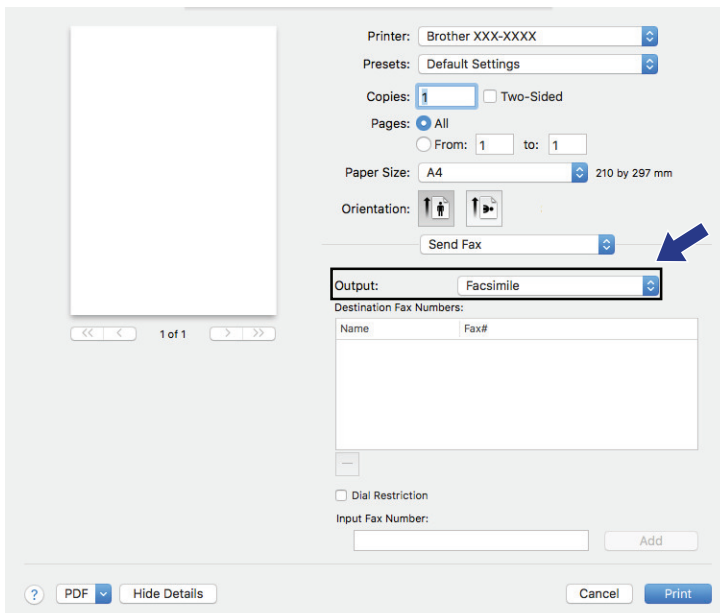 Printer: Brother XXX-XXXX
Presets: Default Settings
Copies: 1 Two-Sided
Pages: All
From: 1 to: 1
Paper Size: A4 210 by 297 mm
Orientation:
Send Fax
Output: Facsimile
Destination Fax Numbers:
Name Fax#
1 of 1
Dial Restriction
Input Fax Number:
Add
? PDF Hide Details Cancel Print